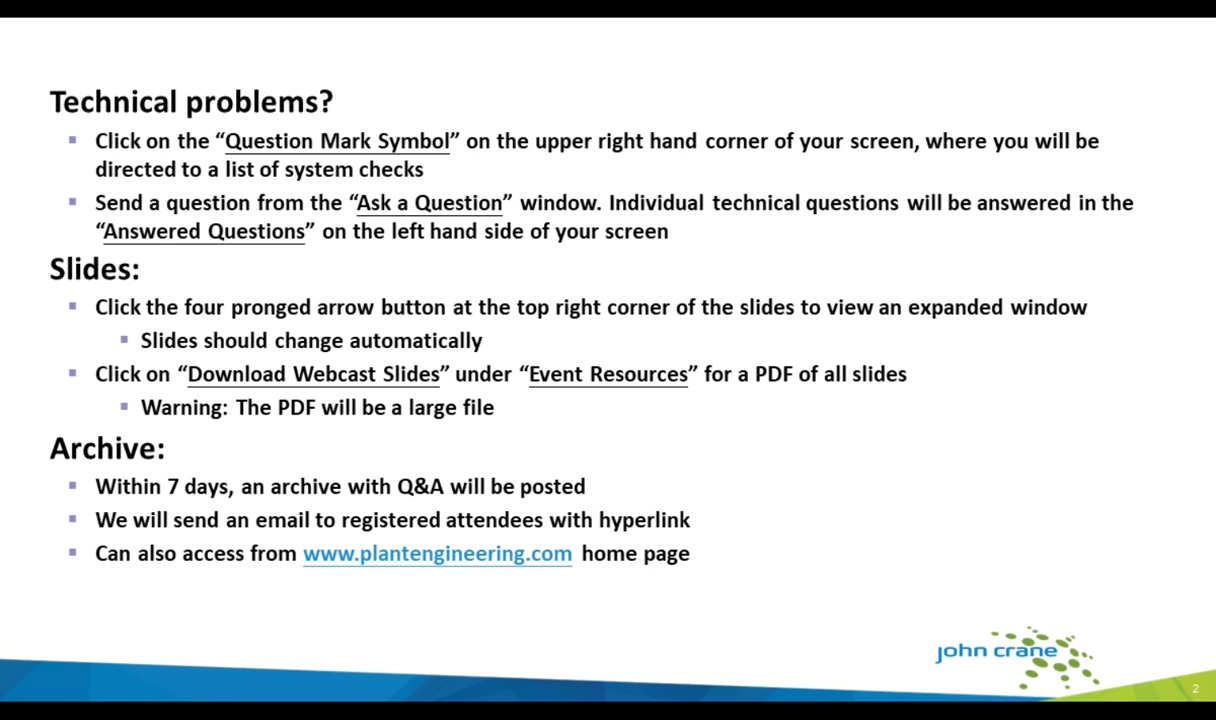 Technical problems?
▪ Click on the “Question Mark Symbol” on the upper right hand corner of your screen, where you will be
directed to a list of system checks
▪ Send a question from the “Ask a Question” window. Individual technical questions will be answered in the
“Answered Questions” on the left hand side of your screen
Slides:
▪ Click the four pronged arrow button at the top right corner of the slides to view an expanded window
▪ Slides should change automatically
▪ Click on “Download Webcast Slides” under “Event Resources” for a PDF of all slides
▪ Warning: The PDF will be a large file
Archive:
▪ Within 7 days, an archive with Q&A will be posted
▪ We will send an email to registered attendees with hyperlink
▪ Can also access from www.plantengineering.com home page
john crane
2